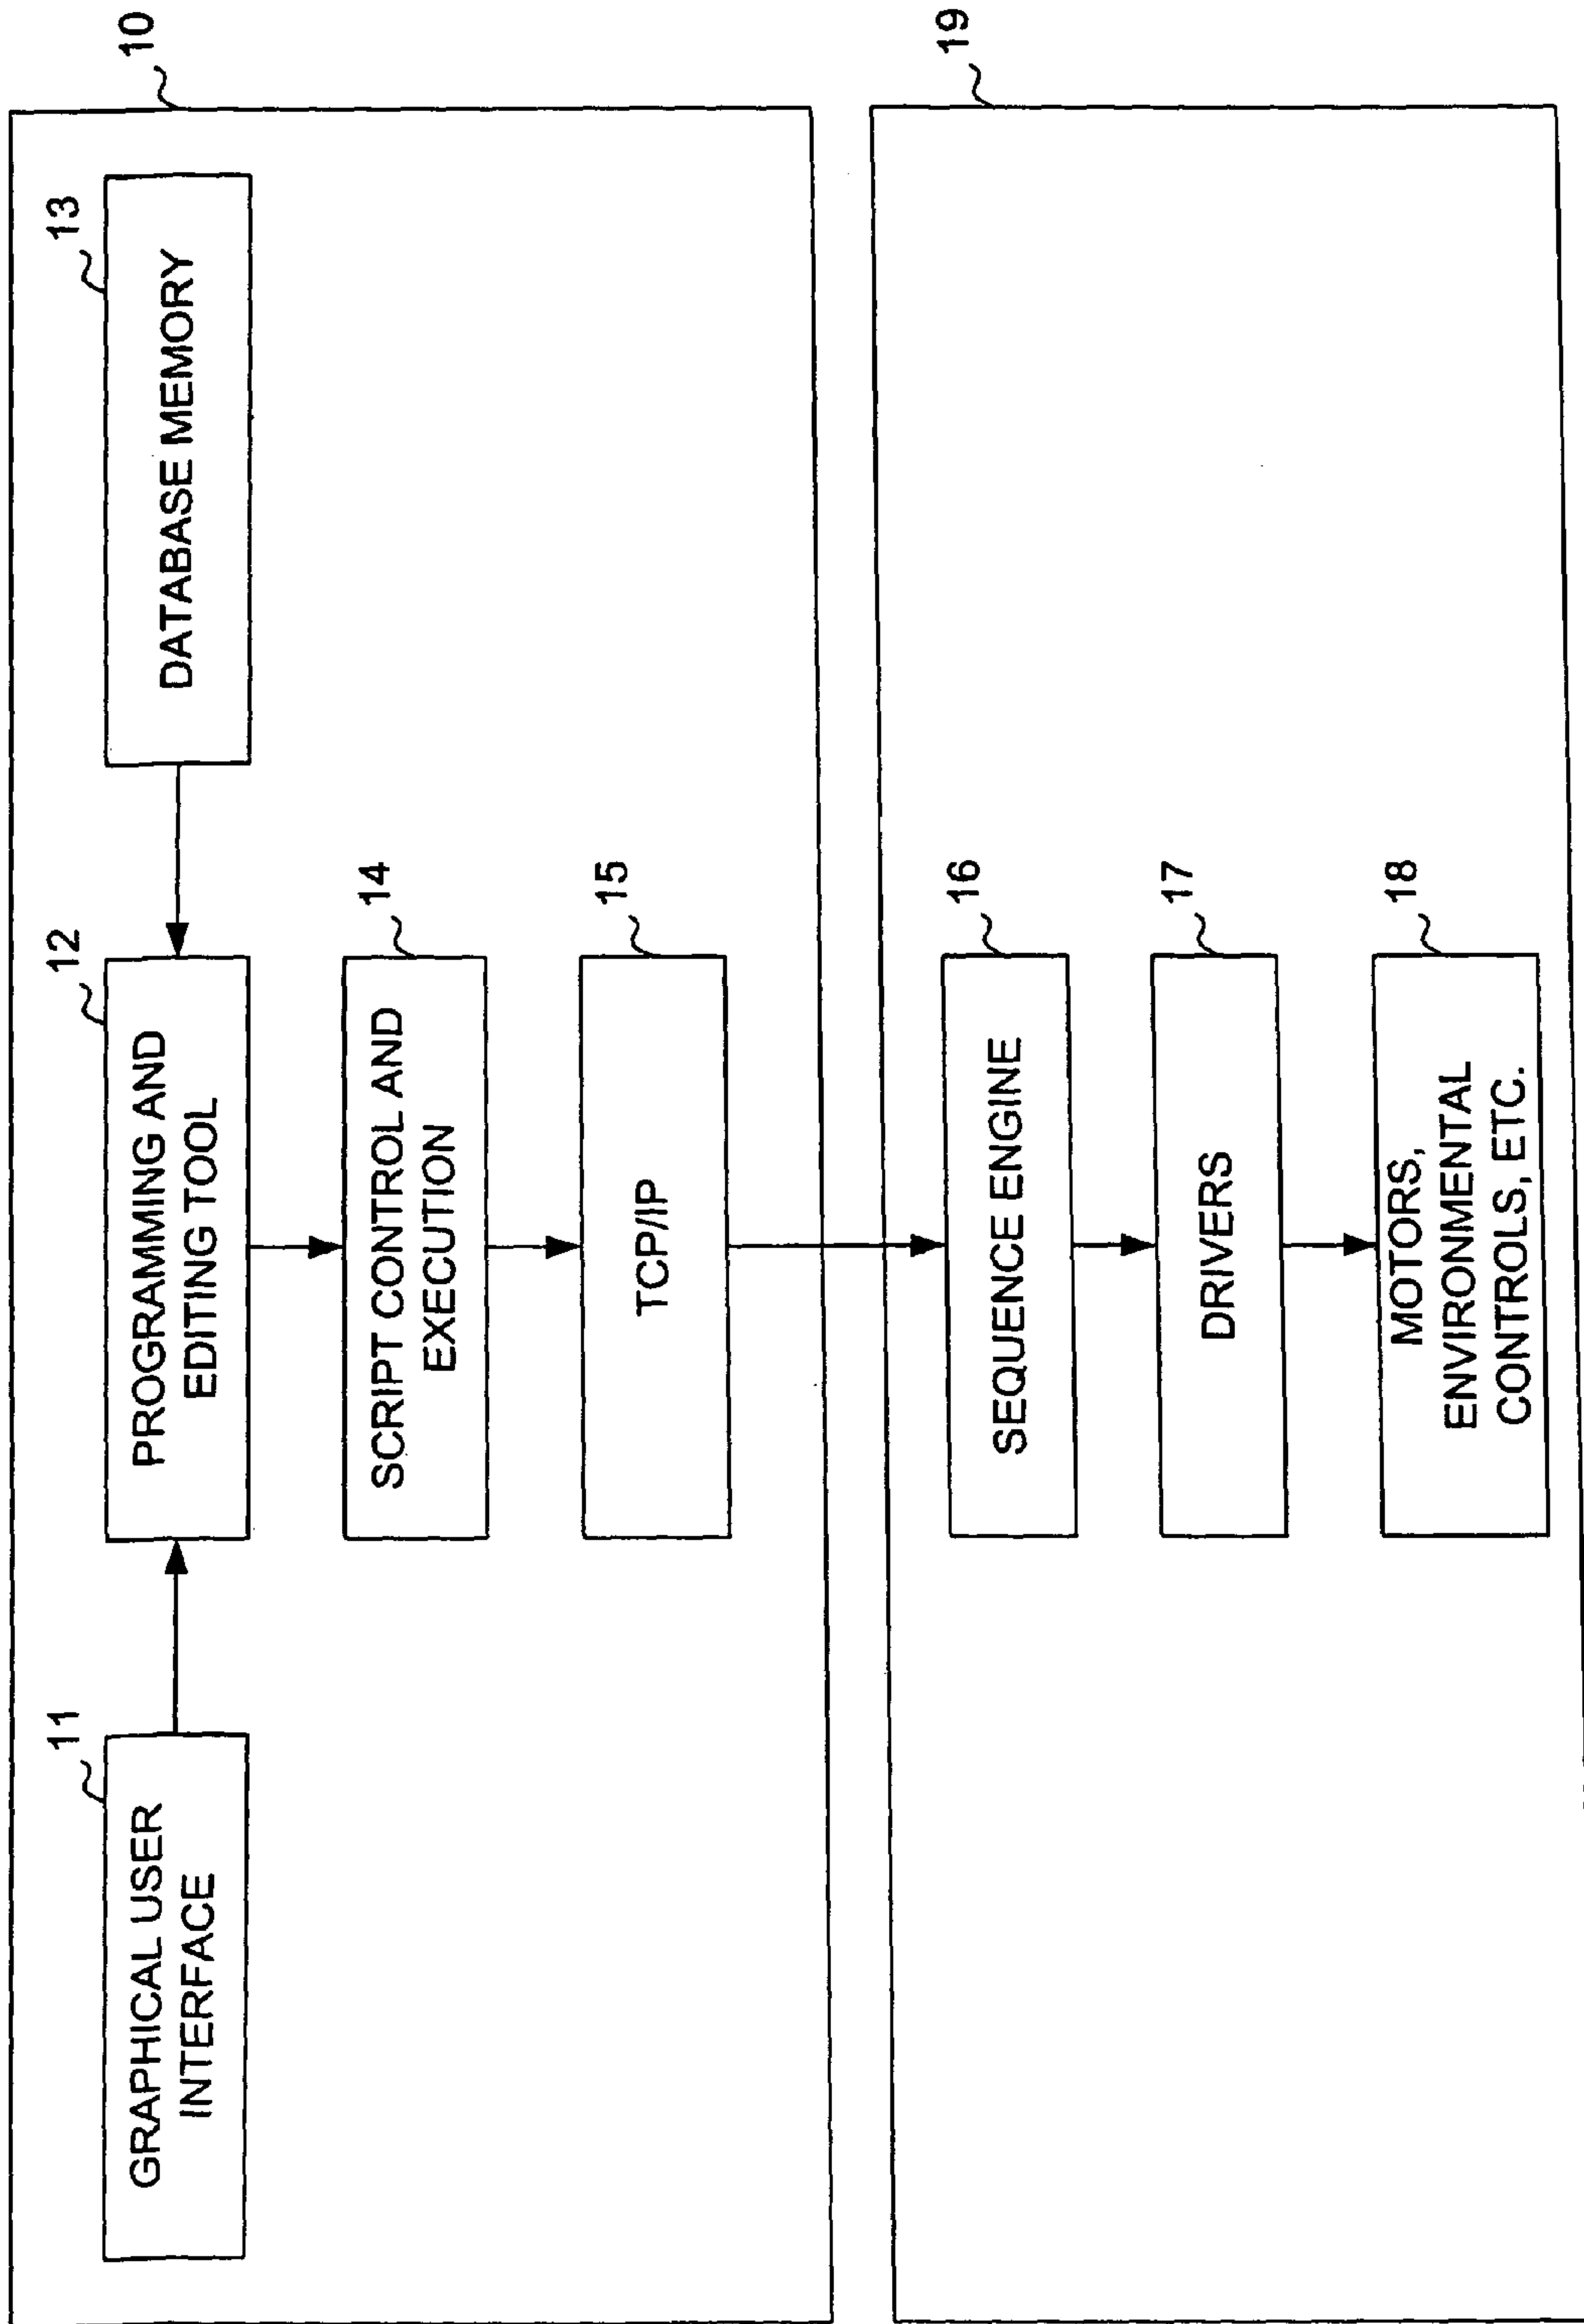 10
11
GRAPHICAL USER
INTERFACE
12
PROGRAMMING AND
EDITING TOOL
13
DATABASE MEMORY
14
SCRIPT CONTROL AND
EXECUTION
15
TCP/IP
19
16
SEQUENCE ENGINE
17
DRIVERS
18
MOTORS,
ENVIRONMENTAL
CONTROLS, ETC.